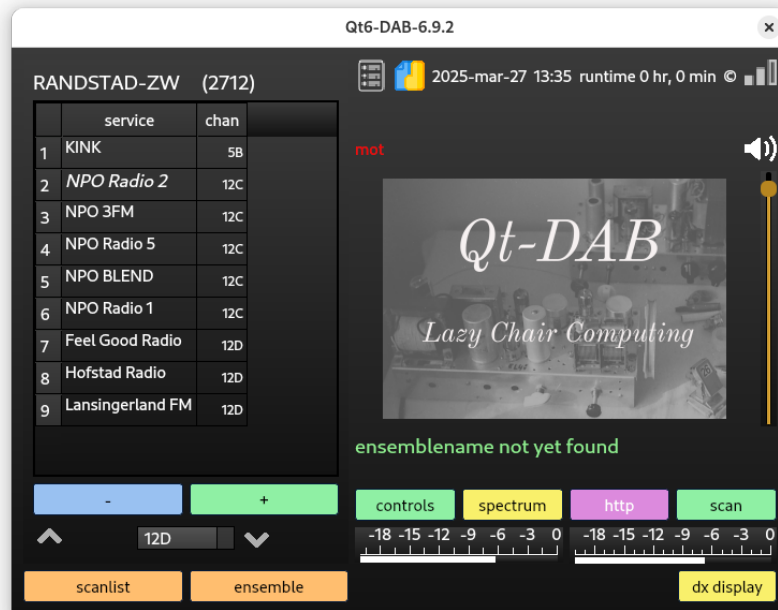 Qt6-DAB-6.9.2
RANDSTAD-ZW (2712)
2025-mar-27 13:35 runtime 0 hr, 0 min ©
service chan
1 KINK 5B
2 NPO Radio 2 12C
3 NPO 3FM 12C
4 NPO Radio 5 12C
5 NPO BLEND 12C
6 NPO Radio 1 12C
7 Feel Good Radio 12D
8 Hofstad Radio 12D
9 Lansingerland FM 12D
mot
Qt-DAB
Lazy Chair Computing
ensemblename not yet found
- +
controls spectrum http scan
12D
-18 -15 -12 -9 -6 -3 0
-18 -15 -12 -9 -6 -3 0
scanlist ensemble
dx display